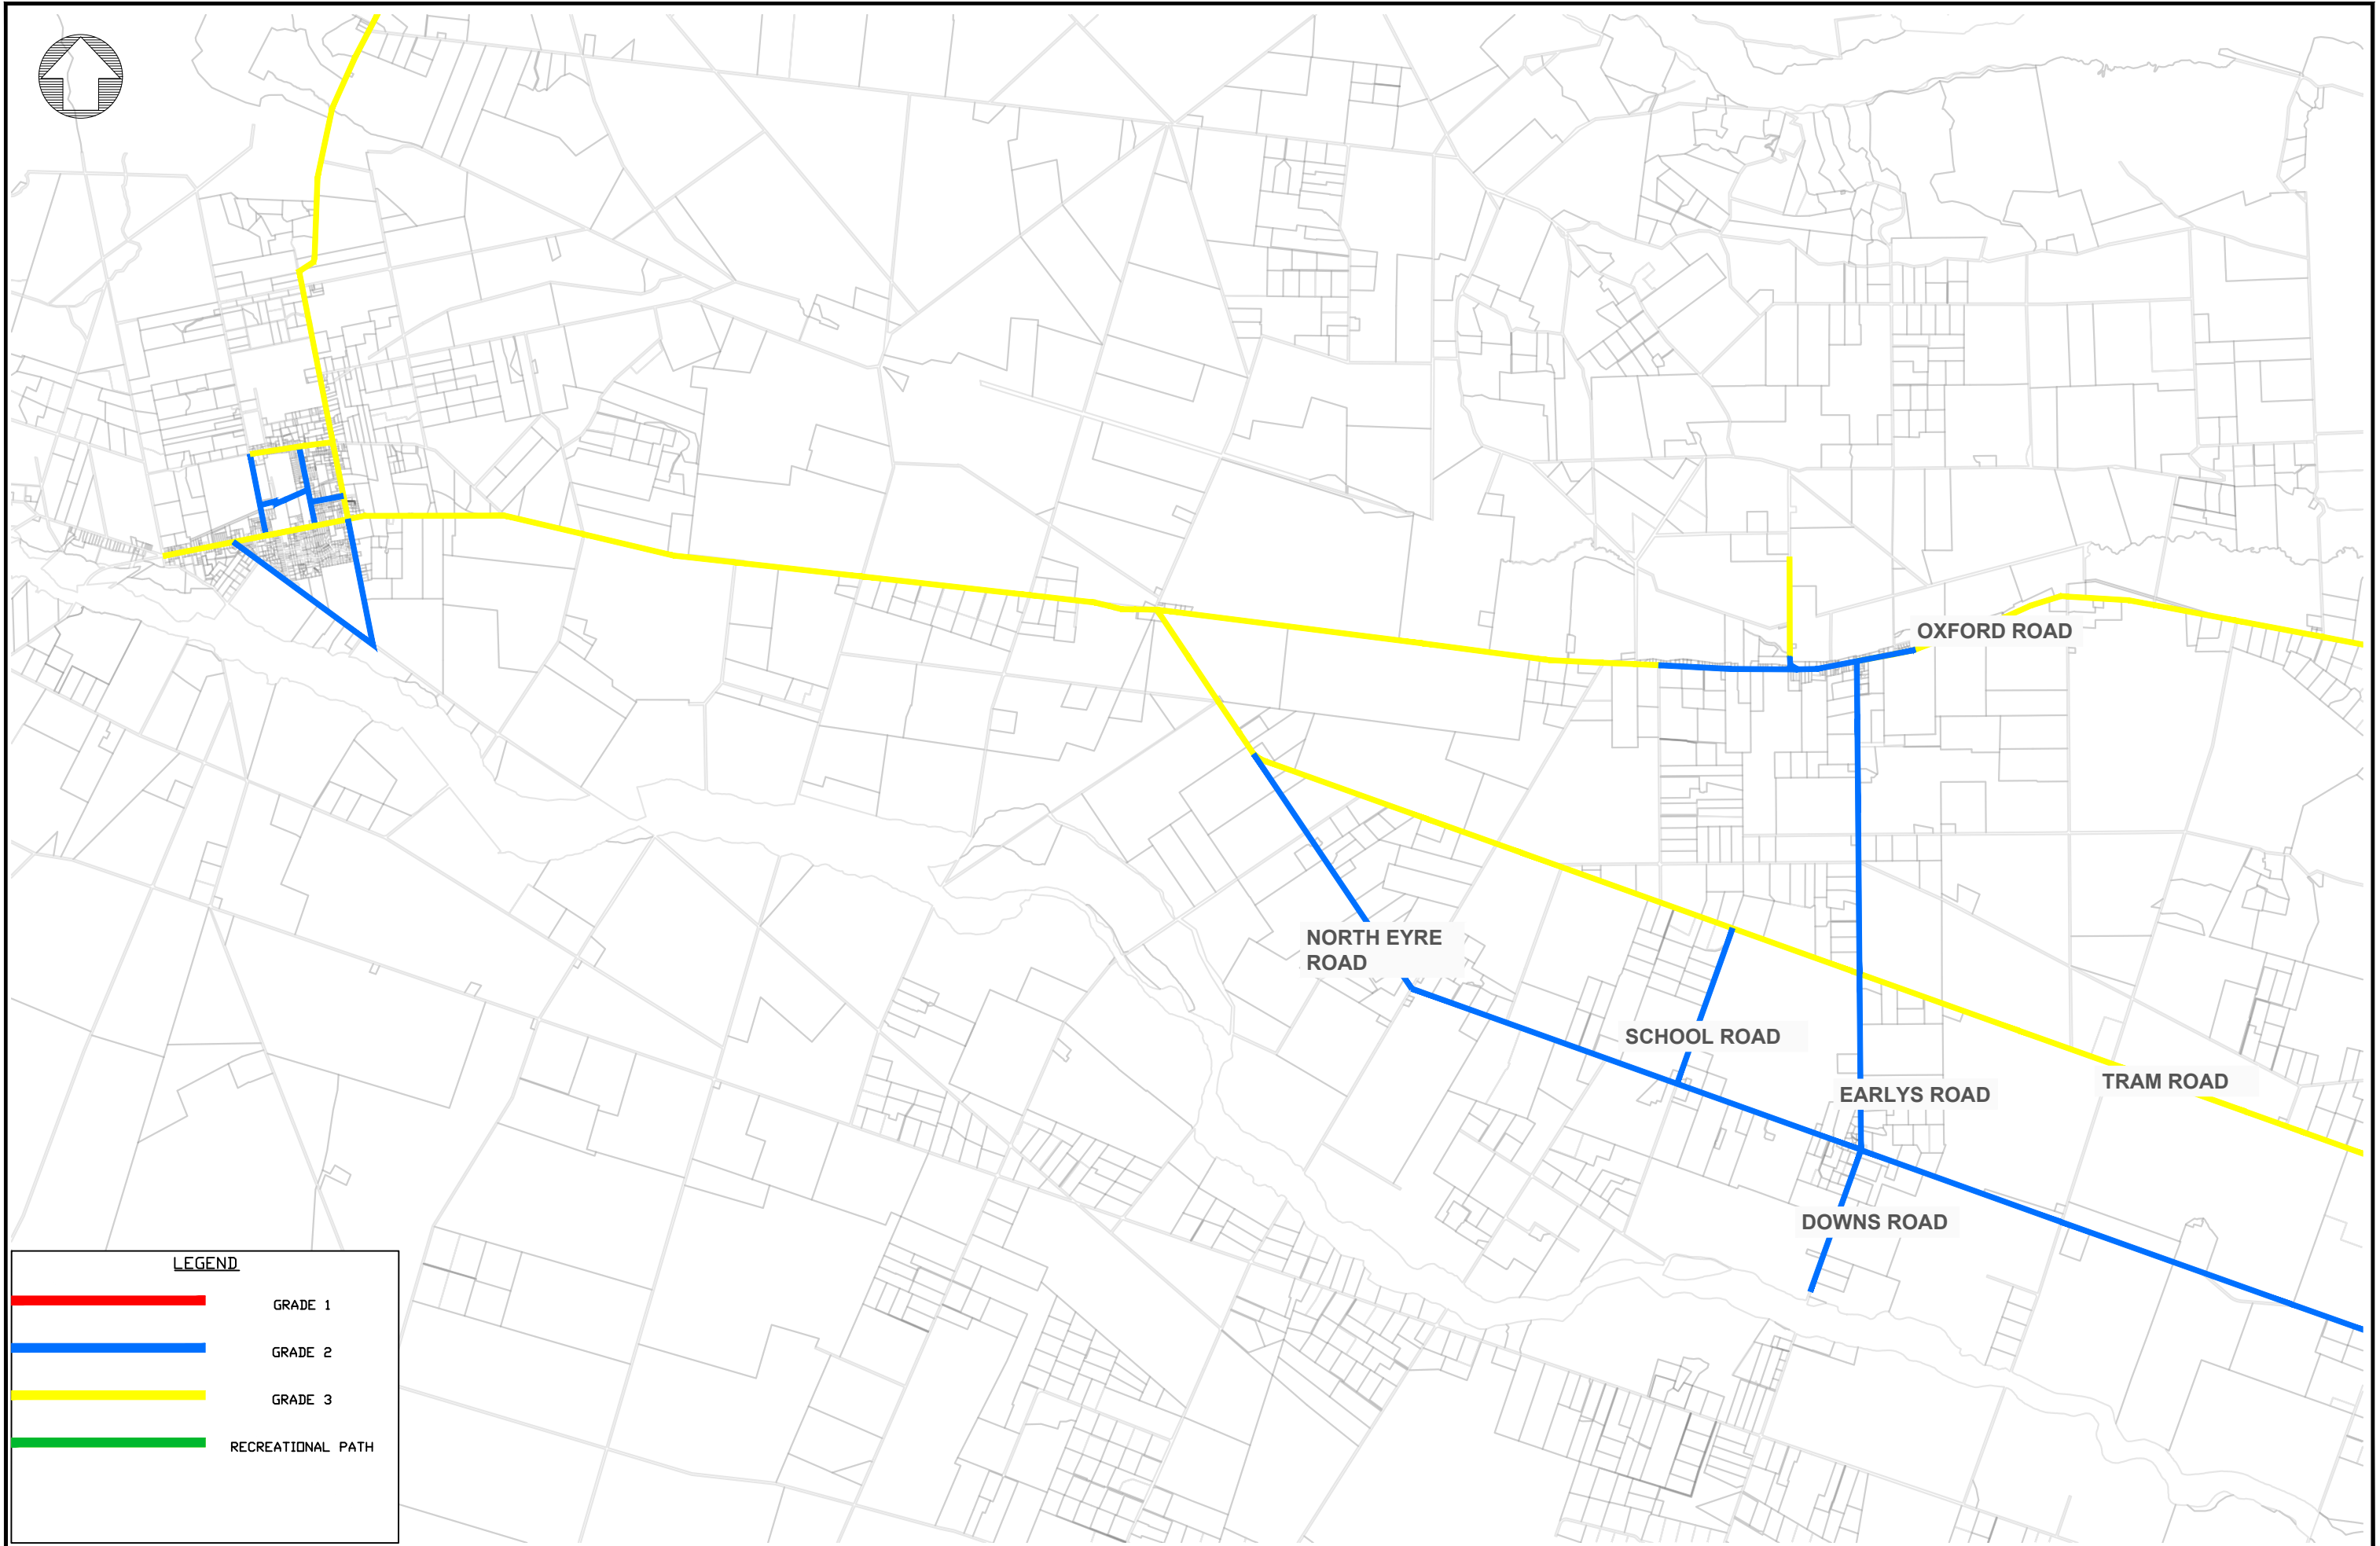 OXFORD ROAD
NORTH EYRE
ROAD
SCHOOL ROAD
TRAM ROAD
EARLYS ROAD
DOWNS ROAD
LEGEND
GRADE 1
GRADE 2
GRADE 3
RECREATIONAL PATH